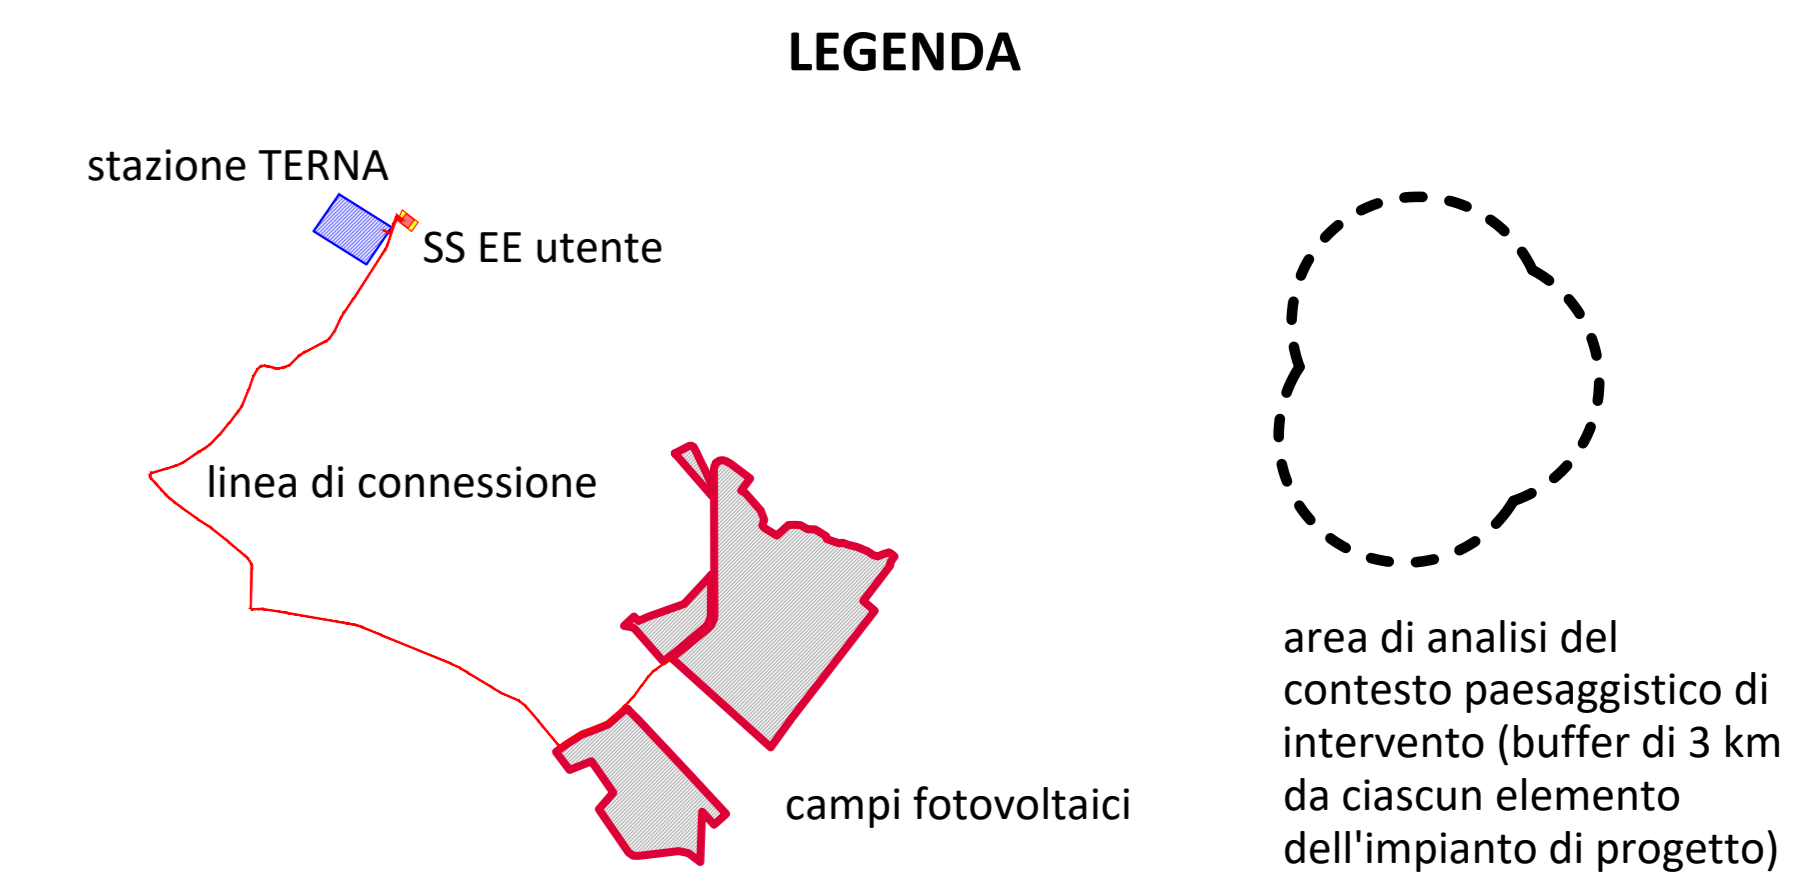 LEGENDA
stazione TERNA
SS EE utente
linea di connessione
campi fotovoltaici
area di analisi del
contesto paesaggistico di
intervento (buffer di 3 km
da ciascun elemento
dell'impianto di progetto)